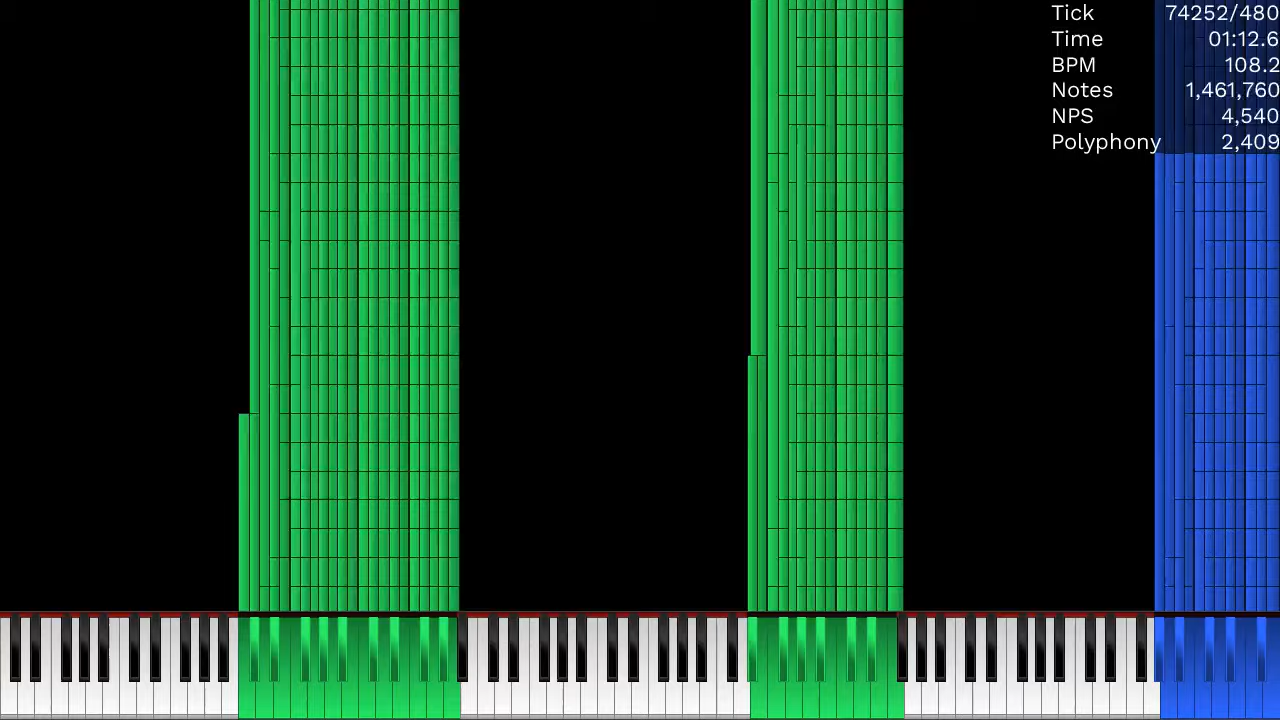 Tick 74252/480
Time 01:12.6
BPM 108.2
Notes 1,461,760
NPS 4,540
Polyphony 2,409